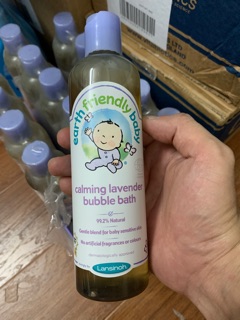 earth friendly baby
calming lavender
bubble bath
99.2% Natural
Gentle blend for baby sensitive skin
No artificial fragrances or colours
Lansinoh